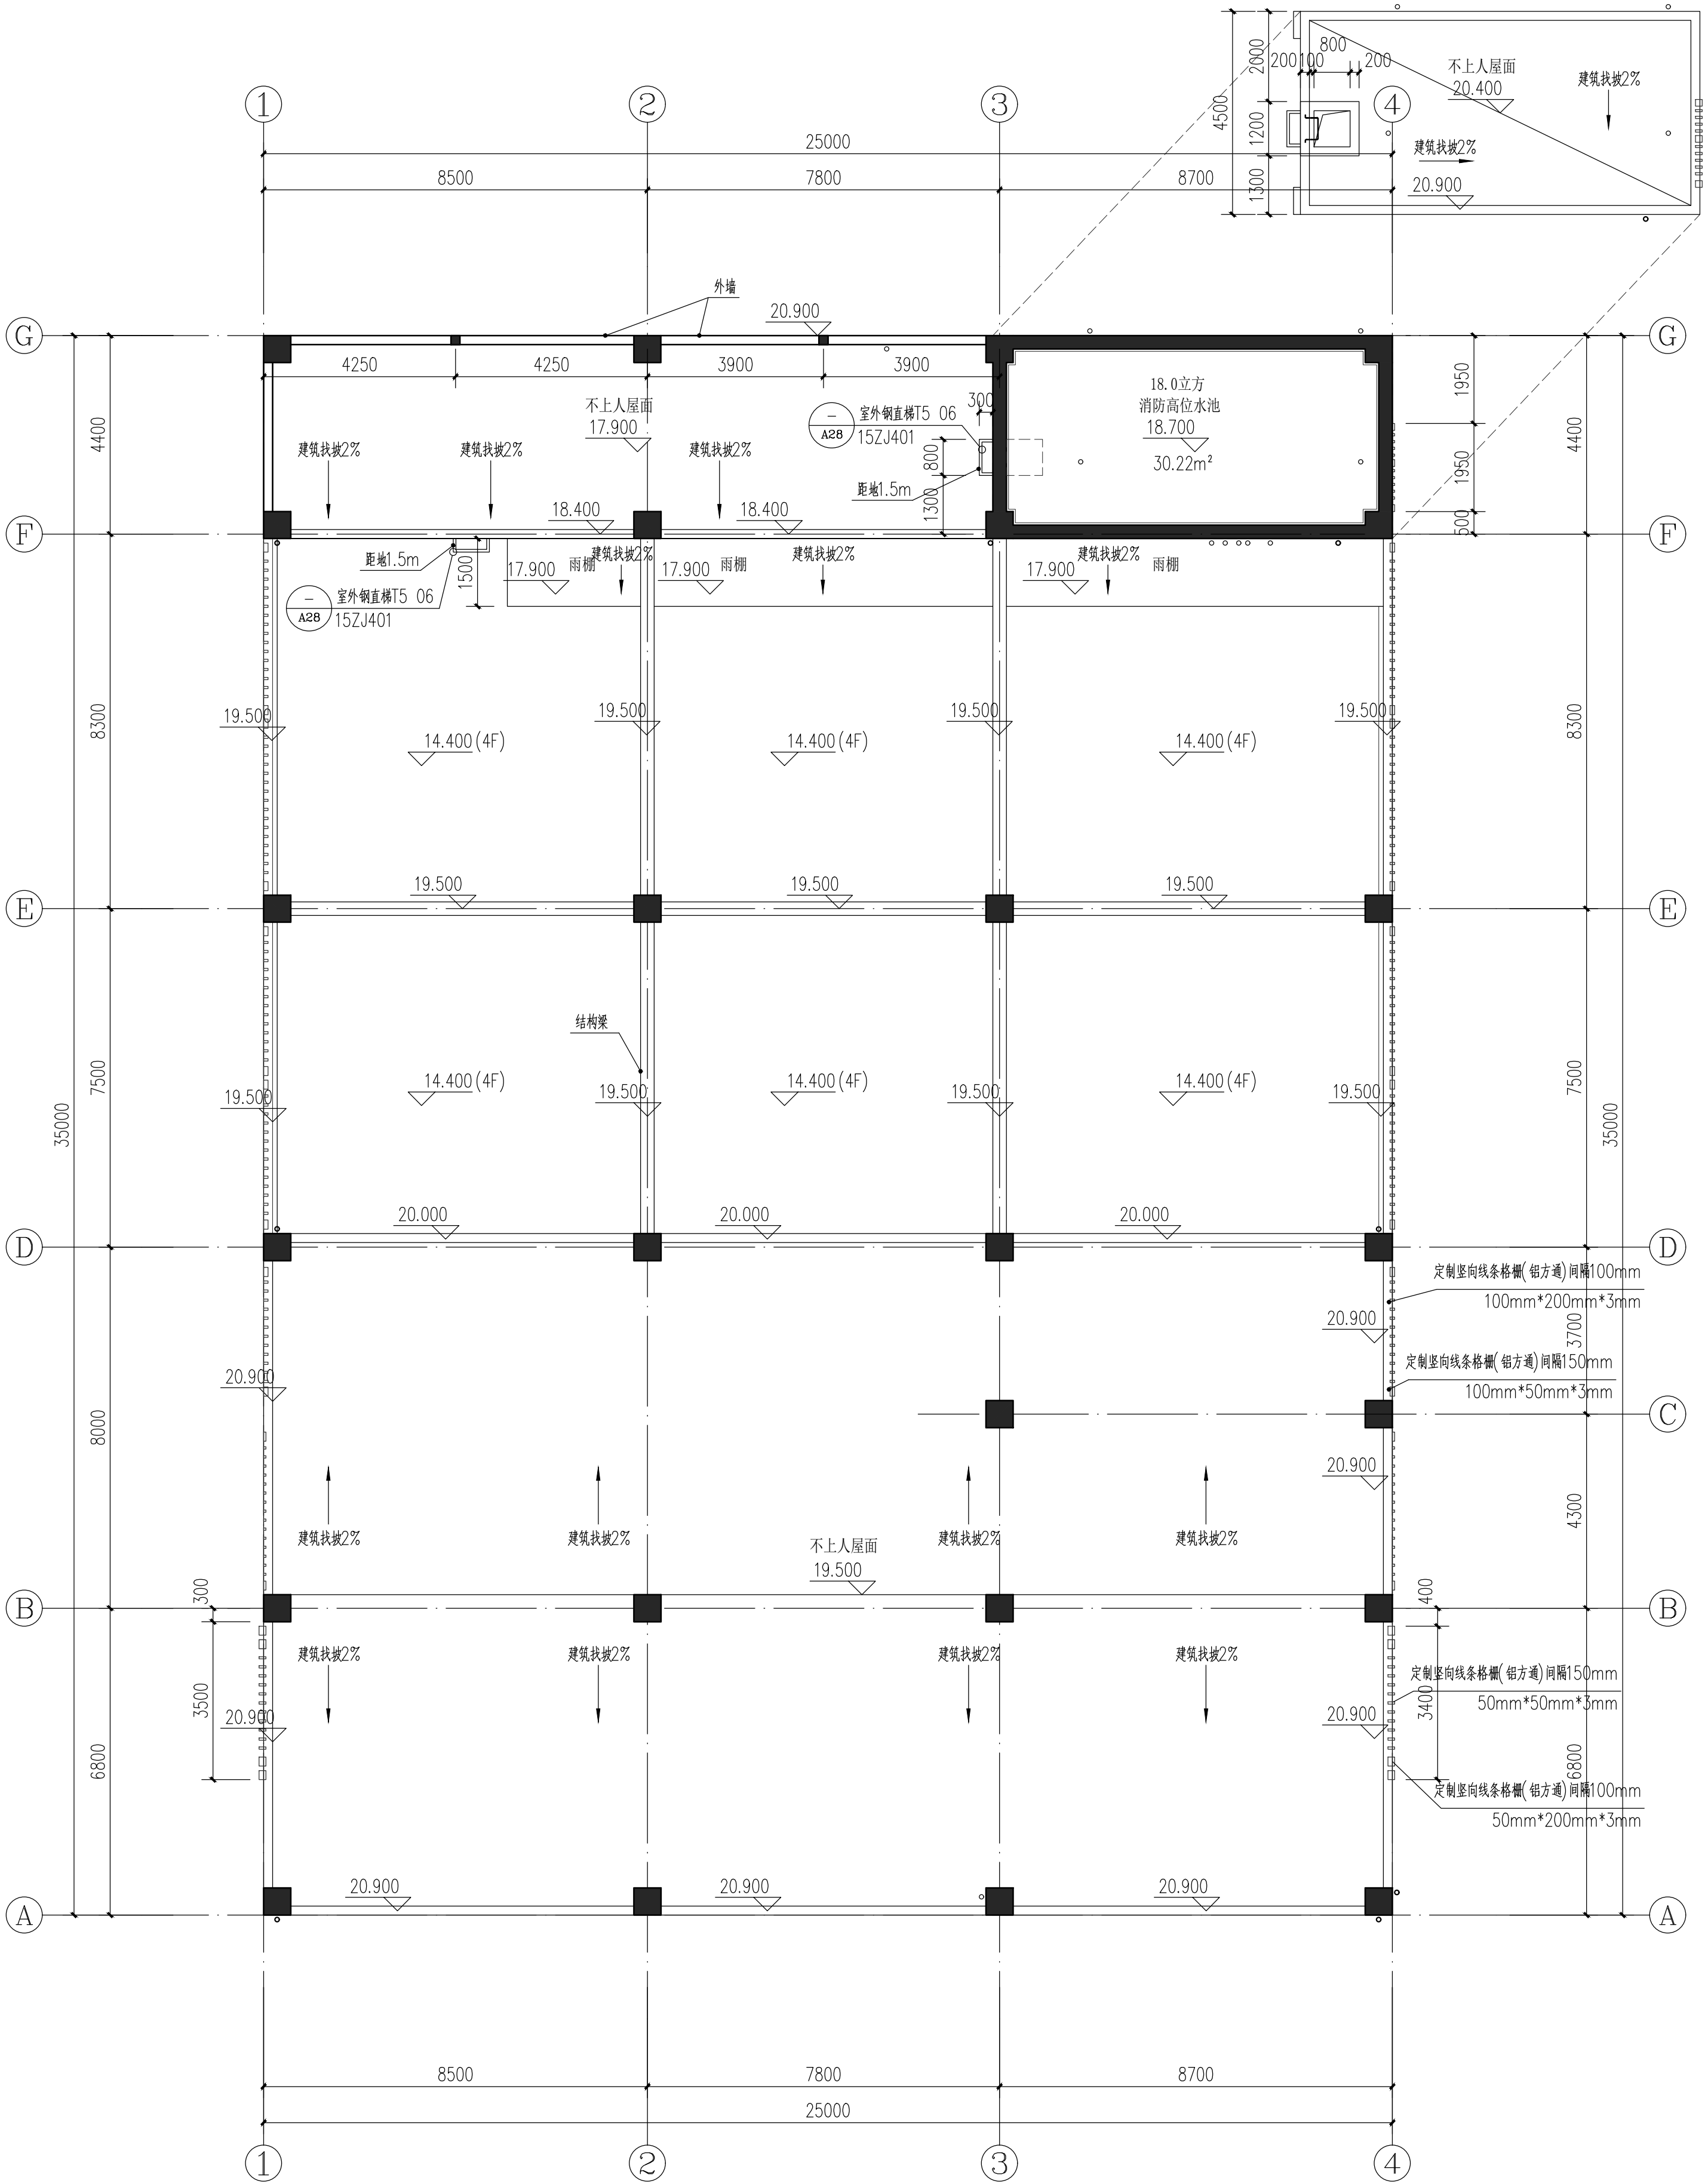 4500
2000
1200
1300
200
100
800
200
不上人屋面
20.400
建筑找坡2%
建筑找坡2%
20.900
1
2
3
4
25000
8500
7800
8700
外墙
20.900
G
G
4250
4250
3900
3900
不上人屋面
17.900
建筑找坡2%
建筑找坡2%
建筑找坡2%
300
— A28
室外钢直梯T5 06
15ZJ401
800
1300
距地1.5m
18.0立方
消防高位水池
18.700
30.22m²
1950
1950
500
4400
4400
18.400
18.400
F
F
距地1.5m
1500
— A28
室外钢直梯T5 06
15ZJ401
17.900
雨棚
建筑找坡2%
17.900
雨棚
建筑找坡2%
17.900
建筑找坡2%
雨棚
8300
8300
19.500
19.500
19.500
19.500
14.400(4F)
14.400(4F)
14.400(4F)
19.500
19.500
19.500
E
E
结构梁
35000
7500
7500
35000
19.500
19.500
19.500
19.500
14.400(4F)
14.400(4F)
14.400(4F)
20.000
20.000
20.000
D
D
定制竖向线条格栅(铝方通)间隔100mm
100mm*200mm*3mm
20.900
3700
定制竖向线条格栅(铝方通)间隔150mm
100mm*50mm*3mm
20.900
8000
C
20.900
4300
建筑找坡2%
建筑找坡2%
建筑找坡2%
建筑找坡2%
不上人屋面
19.500
300
400
B
B
建筑找坡2%
建筑找坡2%
建筑找坡2%
建筑找坡2%
3500
20.900
20.900
3400
定制竖向线条格栅(铝方通)间隔150mm
50mm*50mm*3mm
6800
6800
定制竖向线条格栅(铝方通)间隔100mm
50mm*200mm*3mm
20.900
20.900
20.900
A
A
8500
7800
8700
25000
1
2
3
4